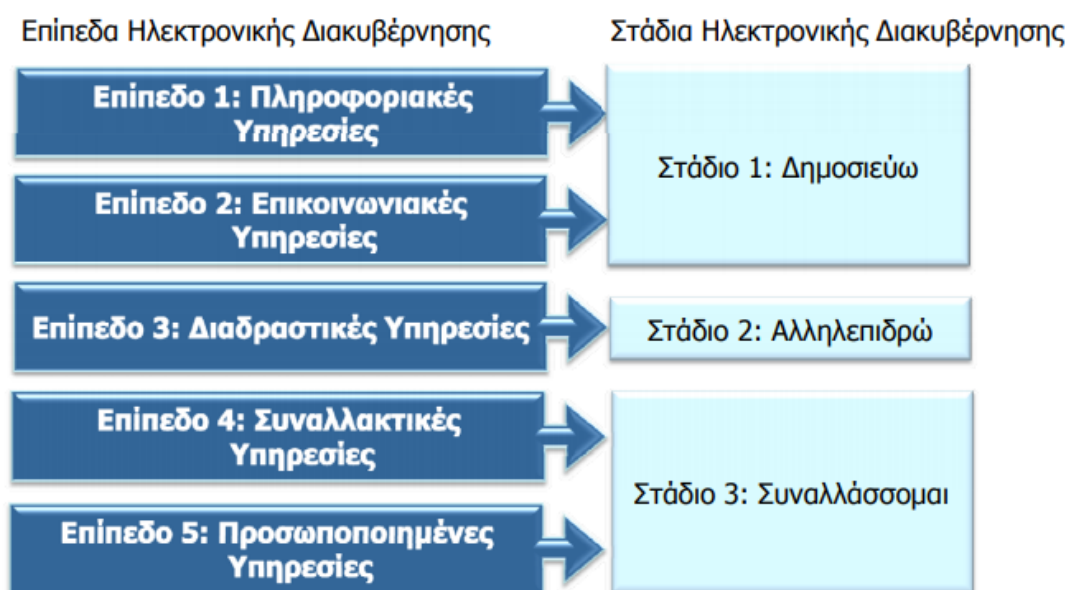 Επίπεδα Ηλεκτρονικής Διακυβέρνησης
Στάδια Ηλεκτρονικής Διακυβέρνησης
Επίπεδο 1: Πληροφοριακές
Υπηρεσίες
Επίπεδο 2: Επικοινωνιακές
Υπηρεσίες
Στάδιο 1: Δημοσιεύω
Επίπεδο 3: Διαδραστικές Υπηρεσίες
Στάδιο 2: Αλληλεπιδρώ
Επίπεδο 4: Συναλλακτικές
Υπηρεσίες
Επίπεδο 5: Προσωποποιημένες
Υπηρεσίες
Στάδιο 3: Συναλλάσσομαι